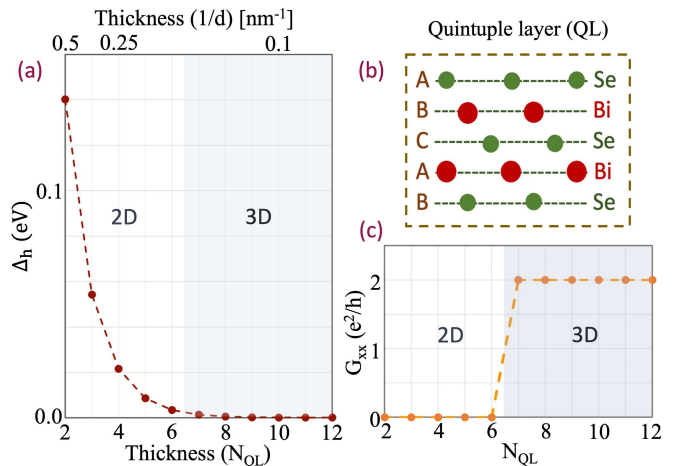 Thickness (1/d) [nm⁻¹]
0.5 0.25 0.1
(a)
0.1
2D 3D
Δh (eV)
0.0
2 4 6 8 10 12
Thickness (NQL)
Quintuple layer (QL)
(b)
A Se
B Bi
C Se
A Bi
B Se
(c)
2
2D 3D
1
Gxx (e²/h)
0
2 4 6 8 10 12
NQL